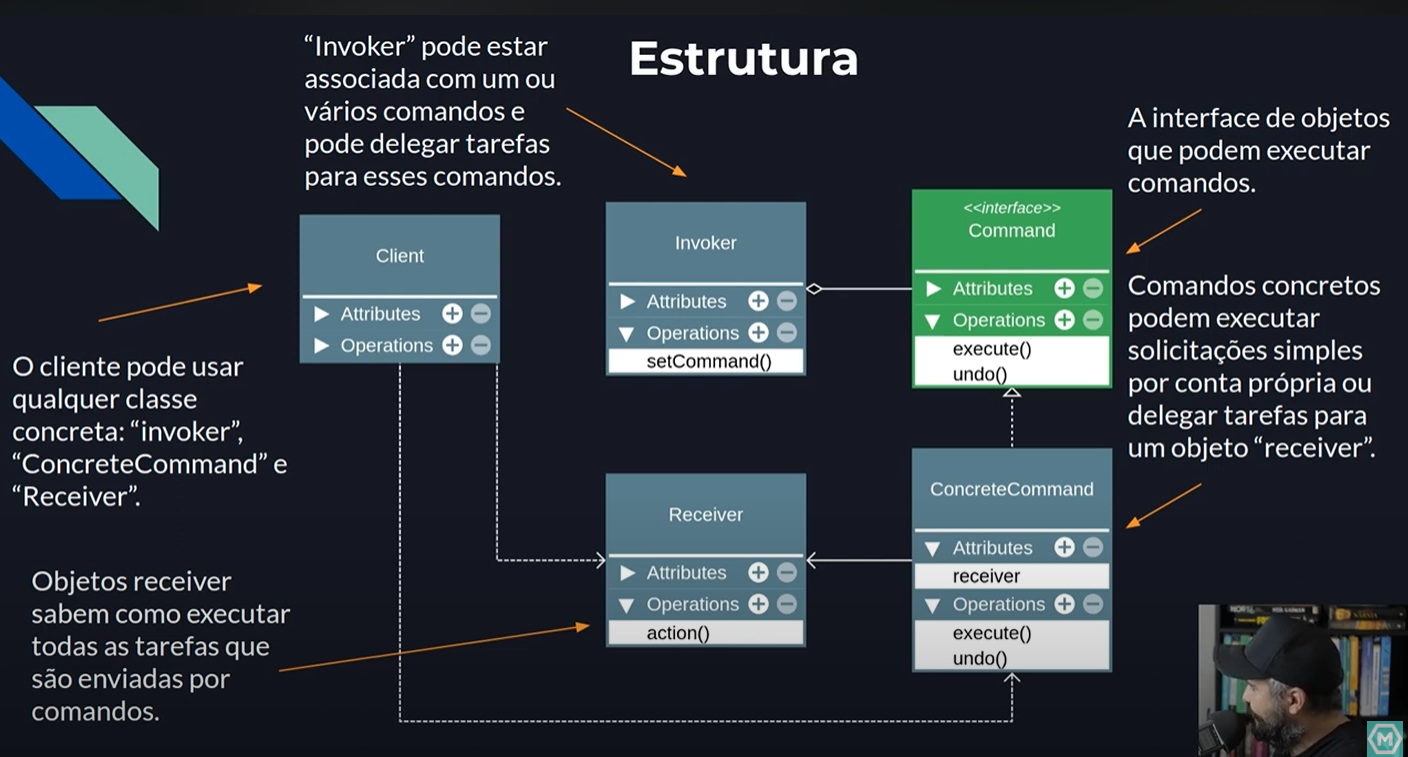 Estrutura
“Invoker” pode estar
associada com um ou
vários comandos e
pode delegar tarefas
para esses comandos.
A interface de objetos
que podem executar
comandos.
Client
Attributes
Operations
Invoker
Attributes
Operations
setCommand()
<<interface>>
Command
Attributes
Operations
execute()
undo()
Comandos concretos
podem executar
solicitações simples
por conta própria ou
delegar tarefas para
um objeto “receiver”.
O cliente pode usar
qualquer classe
concreta: “invoker”,
“ConcreteCommand” e
“Receiver”.
Receiver
Attributes
Operations
action()
ConcreteCommand
Attributes
receiver
Operations
execute()
undo()
Objetos receiver
sabem como executar
todas as tarefas que
são enviadas por
comandos.
M